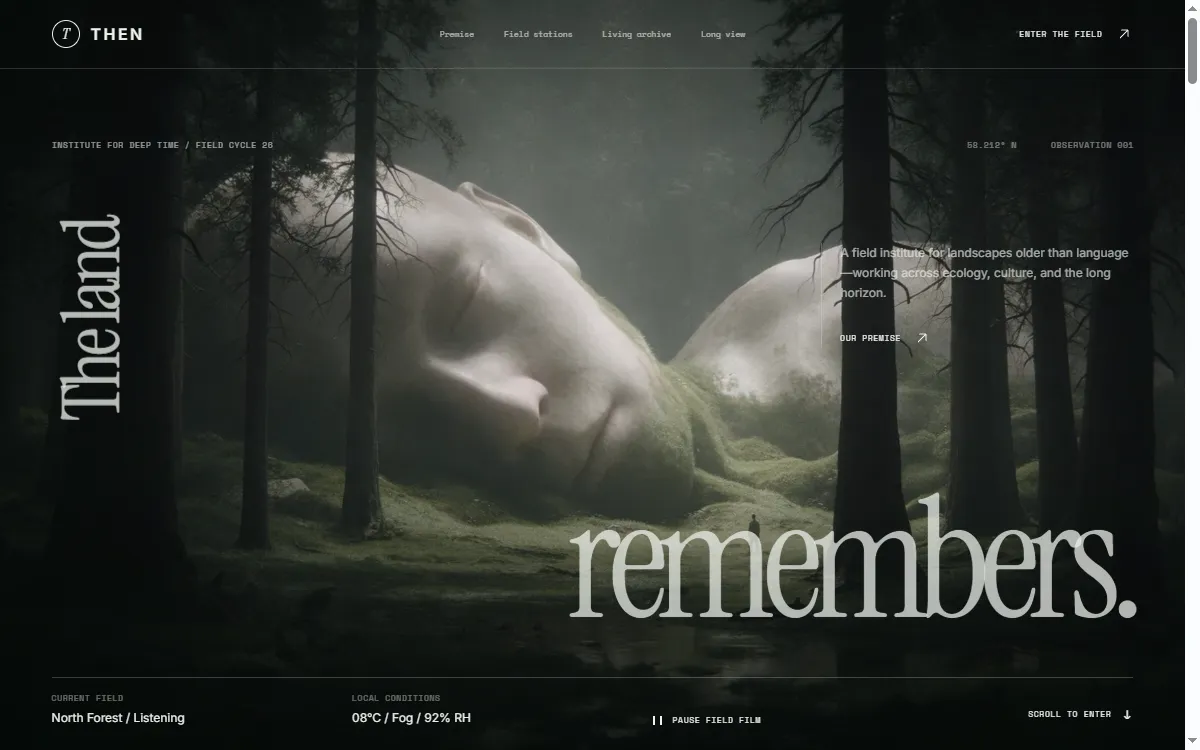 T THEN
Premise
Field stations
Living archive
Long view
ENTER THE FIELD
INSTITUTE FOR DEEP TIME / FIELD CYCLE 26
58.212° N
OBSERVATION 001
The land
A field institute for landscapes older than language
—working across ecology, culture, and the long
horizon.
OUR PREMISE
remembers.
CURRENT FIELD
North Forest / Listening
LOCAL CONDITIONS
08°C / Fog / 92% RH
PAUSE FIELD FILM
SCROLL TO ENTER